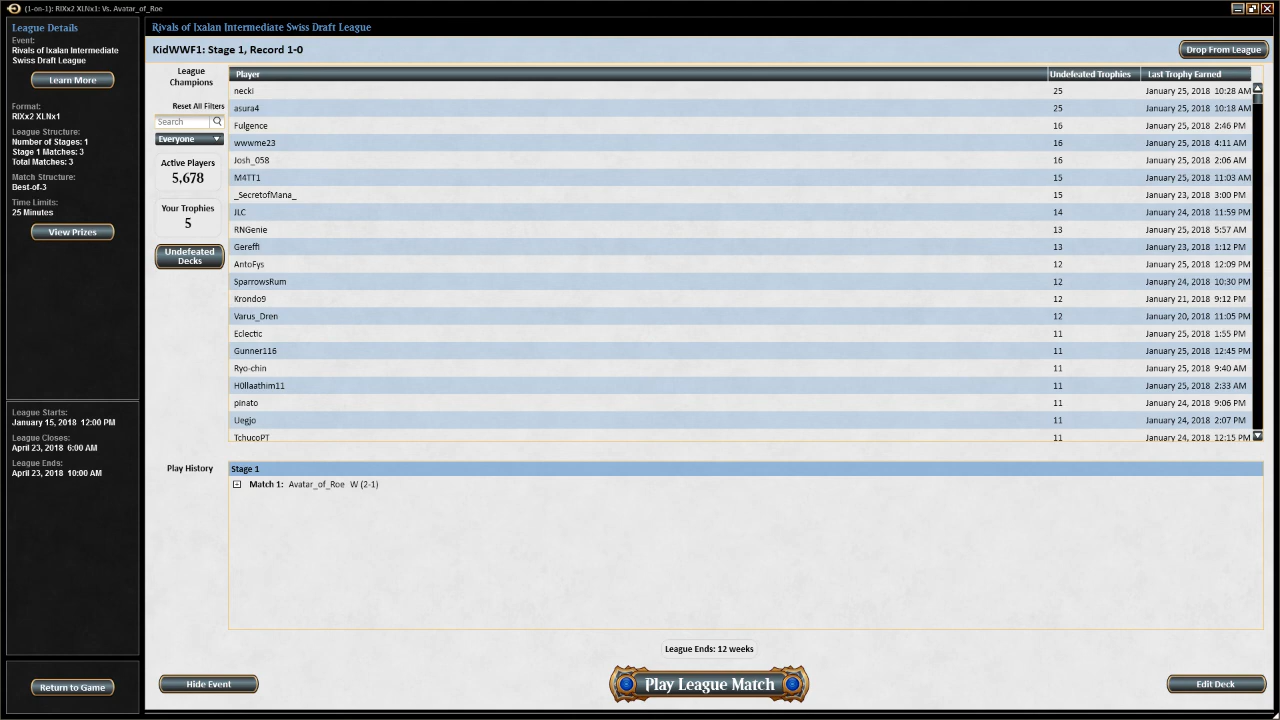 (1-on-1): RIXx2 XLNx1: Vs. Avatar_of_Roe
League Details
Event:
Rivals of Ixalan Intermediate
Swiss Draft League
Learn More
Format:
RIXx2 XLNx1
League Structure:
Number of Stages: 1
Stage 1 Matches: 3
Total Matches: 3
Match Structure:
Best-of-3
Time Limits:
25 Minutes
View Prizes
League Starts:
January 15, 2018 12:00 PM
League Closes:
April 23, 2018 6:00 AM
League Ends:
April 23, 2018 10:00 AM
Return to Game
Rivals of Ixalan Intermediate Swiss Draft League
KidWWF1: Stage 1, Record 1-0
Drop From League
League
Champions
Reset All Filters
Search
Everyone
Active Players
5,678
Your Trophies
5
Undefeated
Decks
Player Undefeated Trophies Last Trophy Earned
necki 25 January 25, 2018 10:28 AM
asura4 25 January 25, 2018 10:18 AM
Fulgence 16 January 25, 2018 2:46 PM
wwwme23 16 January 25, 2018 4:11 AM
Josh_058 16 January 25, 2018 2:06 AM
M4TT1 15 January 25, 2018 11:03 AM
_SecretofMana_ 15 January 23, 2018 3:00 PM
JLC 14 January 24, 2018 11:59 PM
RNGenie 13 January 25, 2018 5:57 AM
Gereffi 13 January 23, 2018 1:12 PM
AntoFys 12 January 25, 2018 12:09 PM
SparrowsRum 12 January 24, 2018 10:30 PM
Krondo9 12 January 21, 2018 9:12 PM
Varus_Dren 12 January 20, 2018 11:05 PM
Eclectic 11 January 25, 2018 1:55 PM
Gunner116 11 January 25, 2018 12:45 PM
Ryo-chin 11 January 25, 2018 9:40 AM
H0llaathim11 11 January 25, 2018 2:33 AM
pinato 11 January 24, 2018 9:06 PM
Uegjo 11 January 24, 2018 2:07 PM
TchucoPT 11 January 24, 2018 12:15 PM
Play History
Stage 1
Match 1: Avatar_of_Roe W (2-1)
League Ends: 12 weeks
Hide Event
Play League Match
Edit Deck